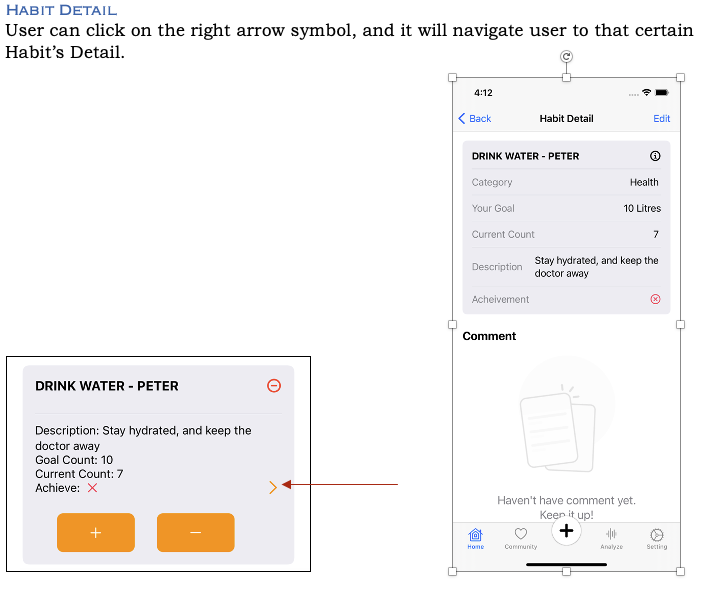 HABIT DETAIL
User can click on the right arrow symbol, and it will navigate user to that certain
Habit's Detail.
4:12
Back
Habit Detail
Edit
DRINK WATER - PETER
Category
Health
Your Goal
10 Litres
Current Count
7
Description
Stay hydrated, and keep the
doctor away
Acheivement
Comment
Haven't have comment yet.
Keep it up!
Home
Community
+
Analyze
Setting
DRINK WATER - PETER
Description: Stay hydrated, and keep the
doctor away
Goal Count: 10
Current Count: 7
Achieve:
+
−